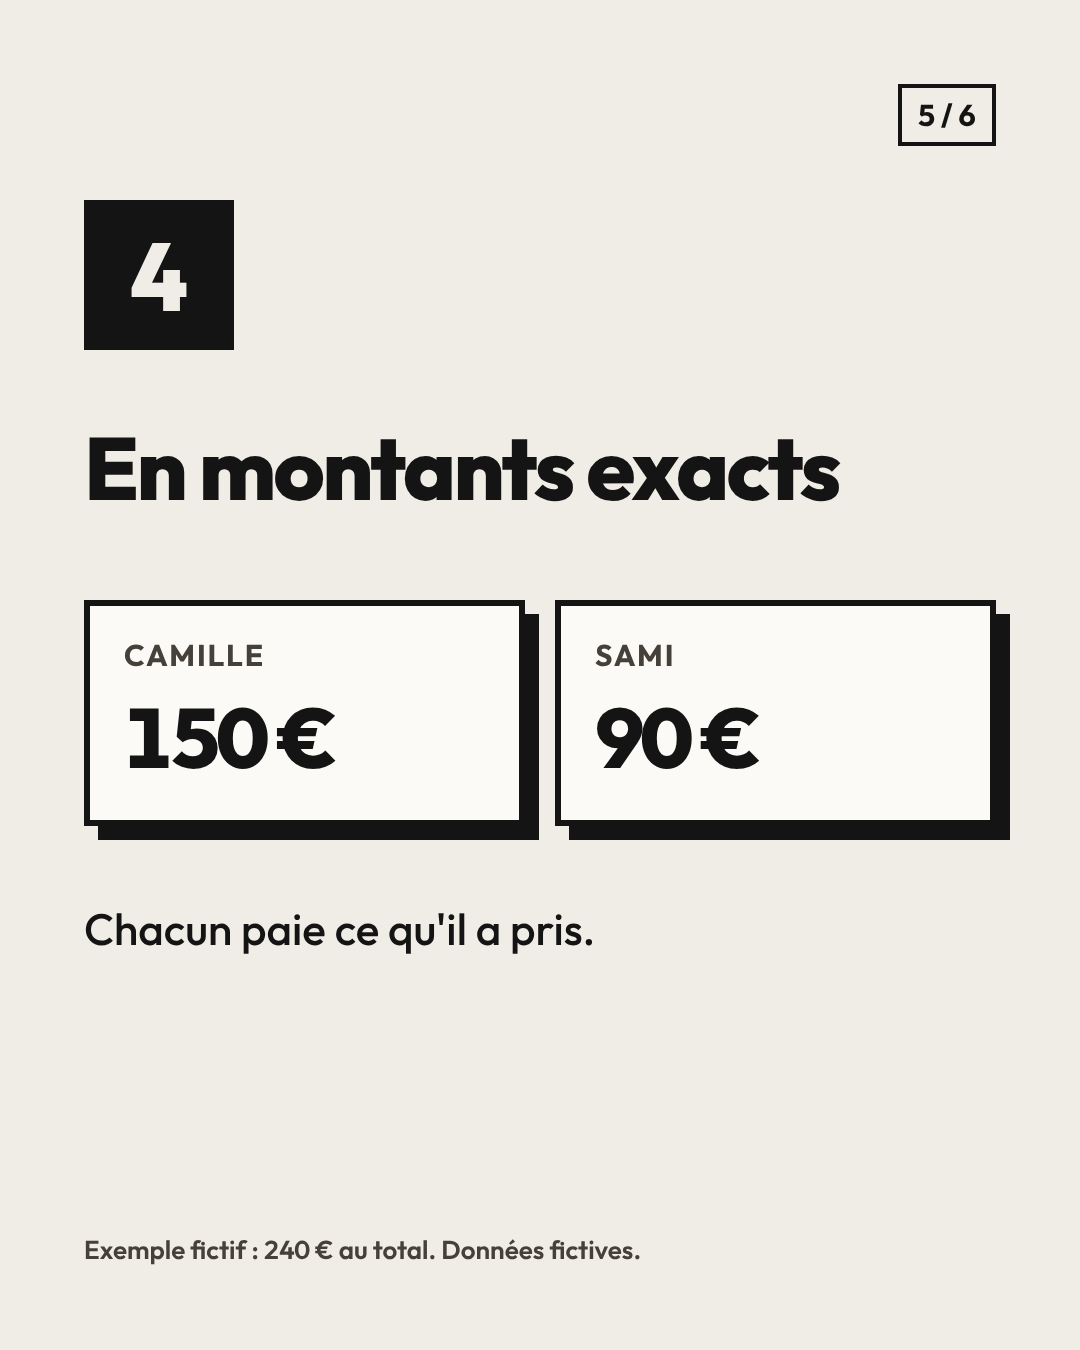 5 / 6
4
En montants exacts
CAMILLE
150 €
SAMI
90 €
Chacun paie ce qu'il a pris.
Exemple fictif : 240 € au total. Données fictives.